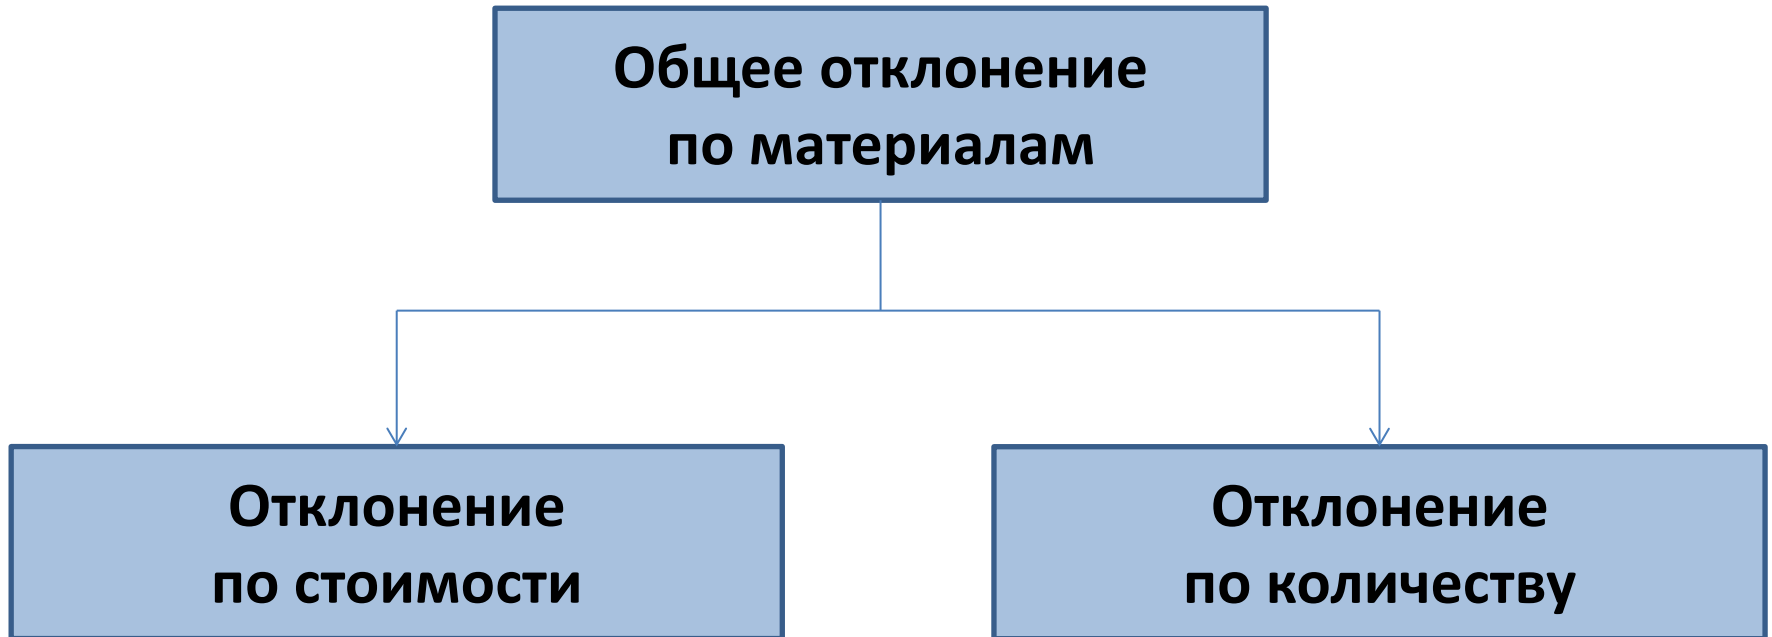 Общее отклонение
по материалам
Отклонение
по стоимости
Отклонение
по количеству